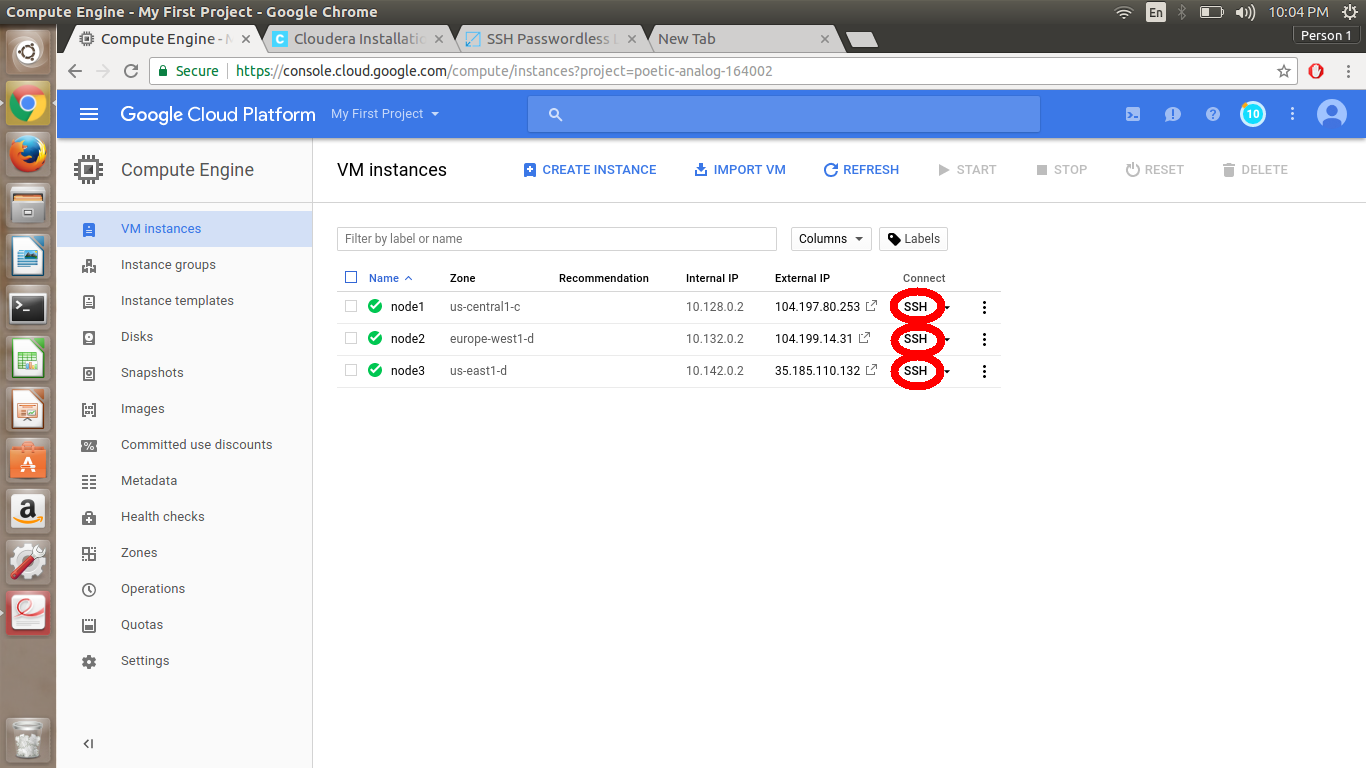 Compute Engine - My First Project - Google Chrome
En
10:04 PM
Compute Engine - M
Cloudera Installatio
SSH Passwordless L
New Tab
Person 1
Secure
https://console.cloud.google.com/compute/instances?project=poetic-analog-164002
Google Cloud Platform
My First Project
10
Compute Engine
VM instances
CREATE INSTANCE
IMPORT VM
REFRESH
START
STOP
RESET
DELETE
VM instances
Instance groups
Instance templates
Disks
Snapshots
Images
Committed use discounts
Metadata
Health checks
Zones
Operations
Quotas
Settings
Filter by label or name
Columns
Labels
Name Zone Recommendation Internal IP External IP Connect
node1 us-central1-c 10.128.0.2 104.197.80.253 SSH
node2 europe-west1-d 10.132.0.2 104.199.14.31 SSH
node3 us-east1-d 10.142.0.2 35.185.110.132 SSH